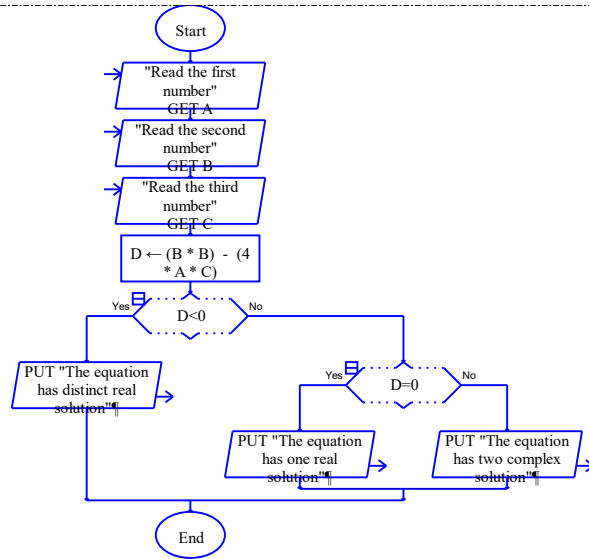 Start
"Read the first
number"
GET A
"Read the second
number"
GET B
"Read the third
number"
GET C
D ← (B * B) - (4
* A * C)
Yes
D<0
No
PUT "The equation
has distinct real
solution"¶
Yes
D=0
No
PUT "The equation
has one real
solution"¶
PUT "The equation
has two complex
solution"¶
End